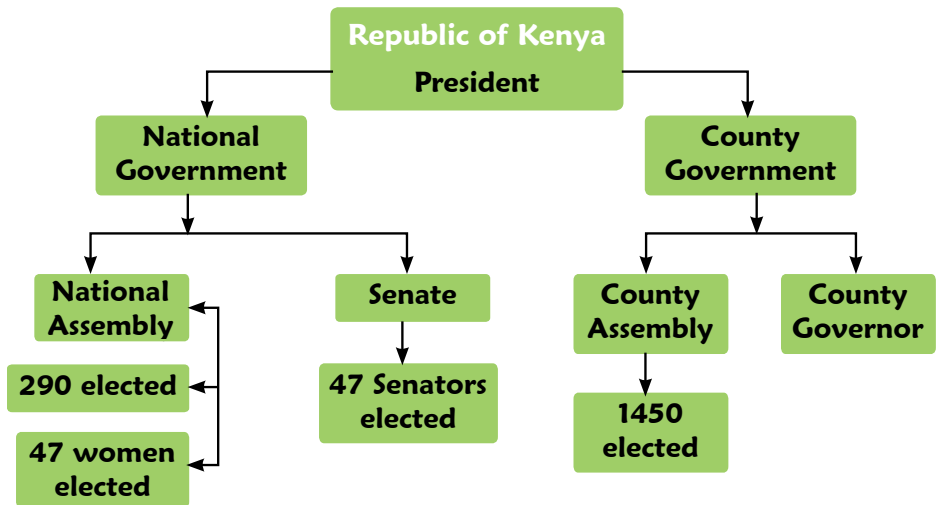 Republic of Kenya
President
National
Government
County
Government
National
Assembly
Senate
County
Assembly
County
Governor
290 elected
47 Senators
elected
1450
elected
47 women
elected